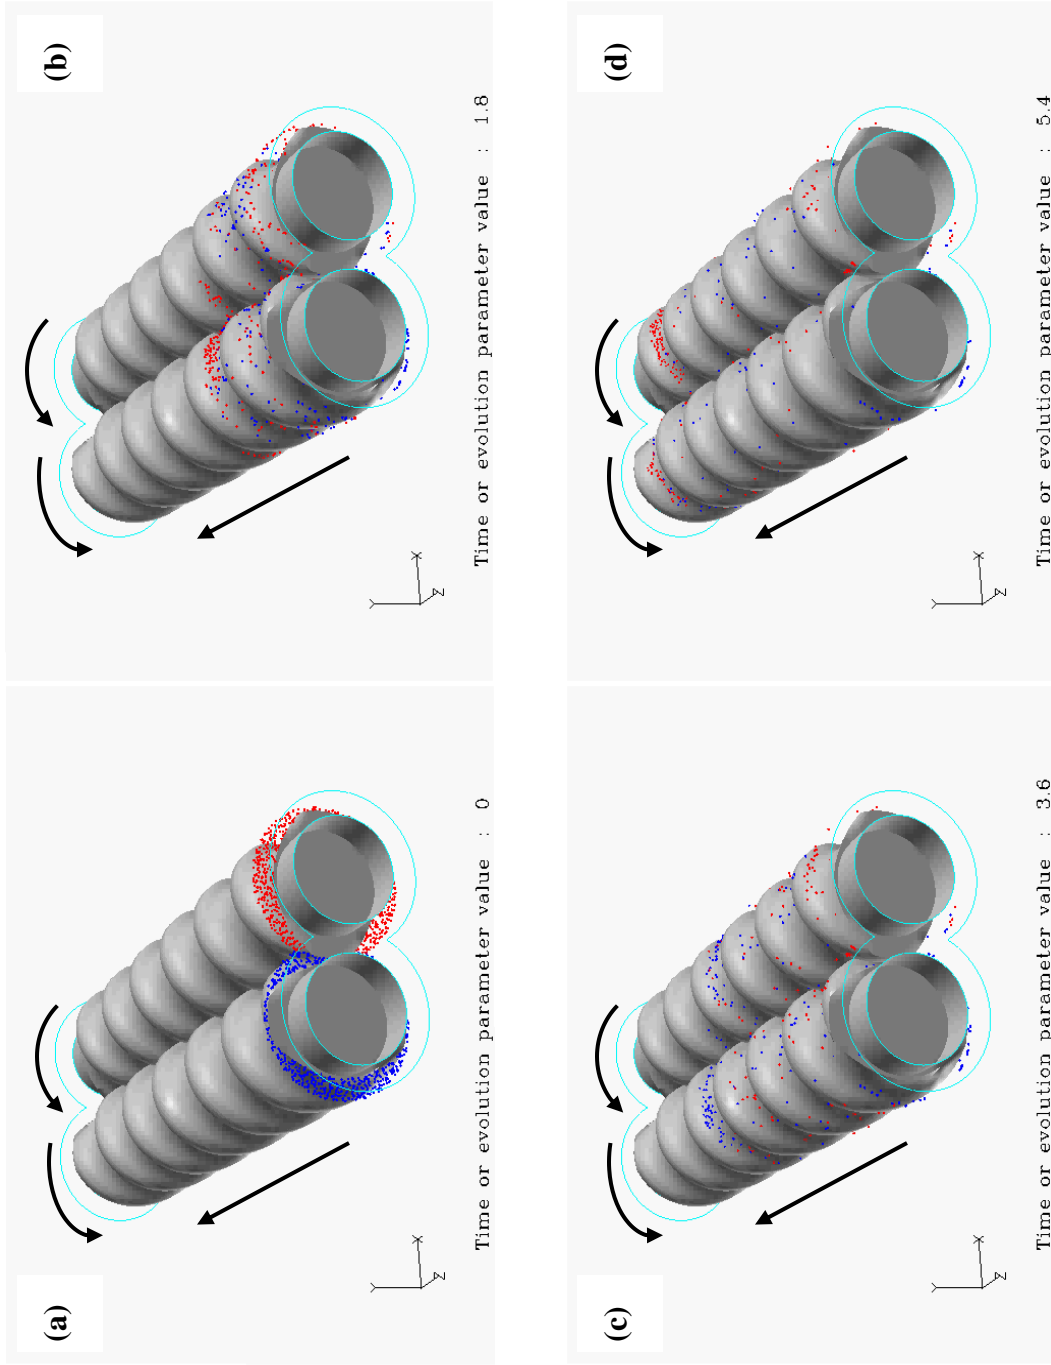 (a)
Y
X
Z
Time or evolution parameter value : 0
(b)
Y
X
Z
Time or evolution parameter value : 1.8
(c)
Y
X
Z
Time or evolution parameter value : 3.6
(d)
Y
X
Z
Time or evolution parameter value : 5.4